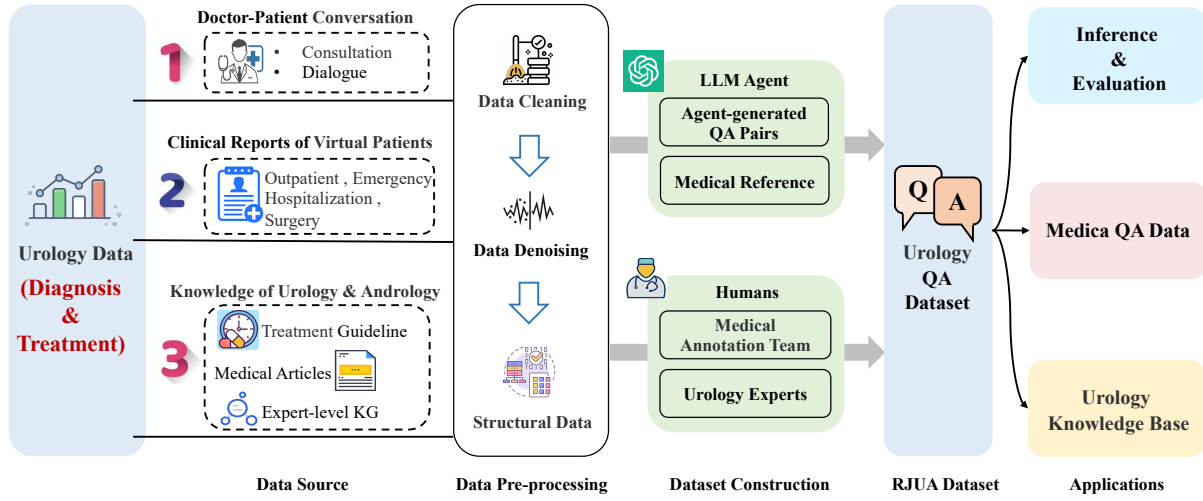 Urology Data
(Diagnosis
&
Treatment)
Doctor-Patient Conversation
1
• Consultation
• Dialogue
Clinical Reports of Virtual Patients
2
Outpatient , Emergency
Hospitalization ,
Surgery
Knowledge of Urology & Andrology
3
Treatment Guideline
Medical Articles
Expert-level KG
Data Source
Data Cleaning
Data Denoising
Structural Data
Data Pre-processing
LLM Agent
Agent-generated
QA Pairs
Medical Reference
Humans
Medical
Annotation Team
Urology Experts
Dataset Construction
Q
A
Urology
QA
Dataset
RJUA Dataset
Inference
&
Evaluation
Medica QA Data
Urology
Knowledge Base
Applications